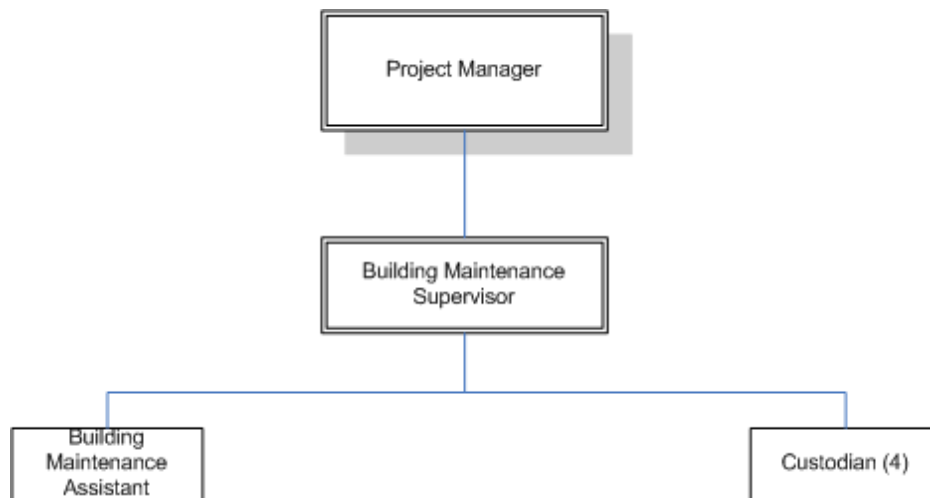 Project Manager
Building Maintenance
Supervisor
Building
Maintenance
Assistant
Custodian (4)